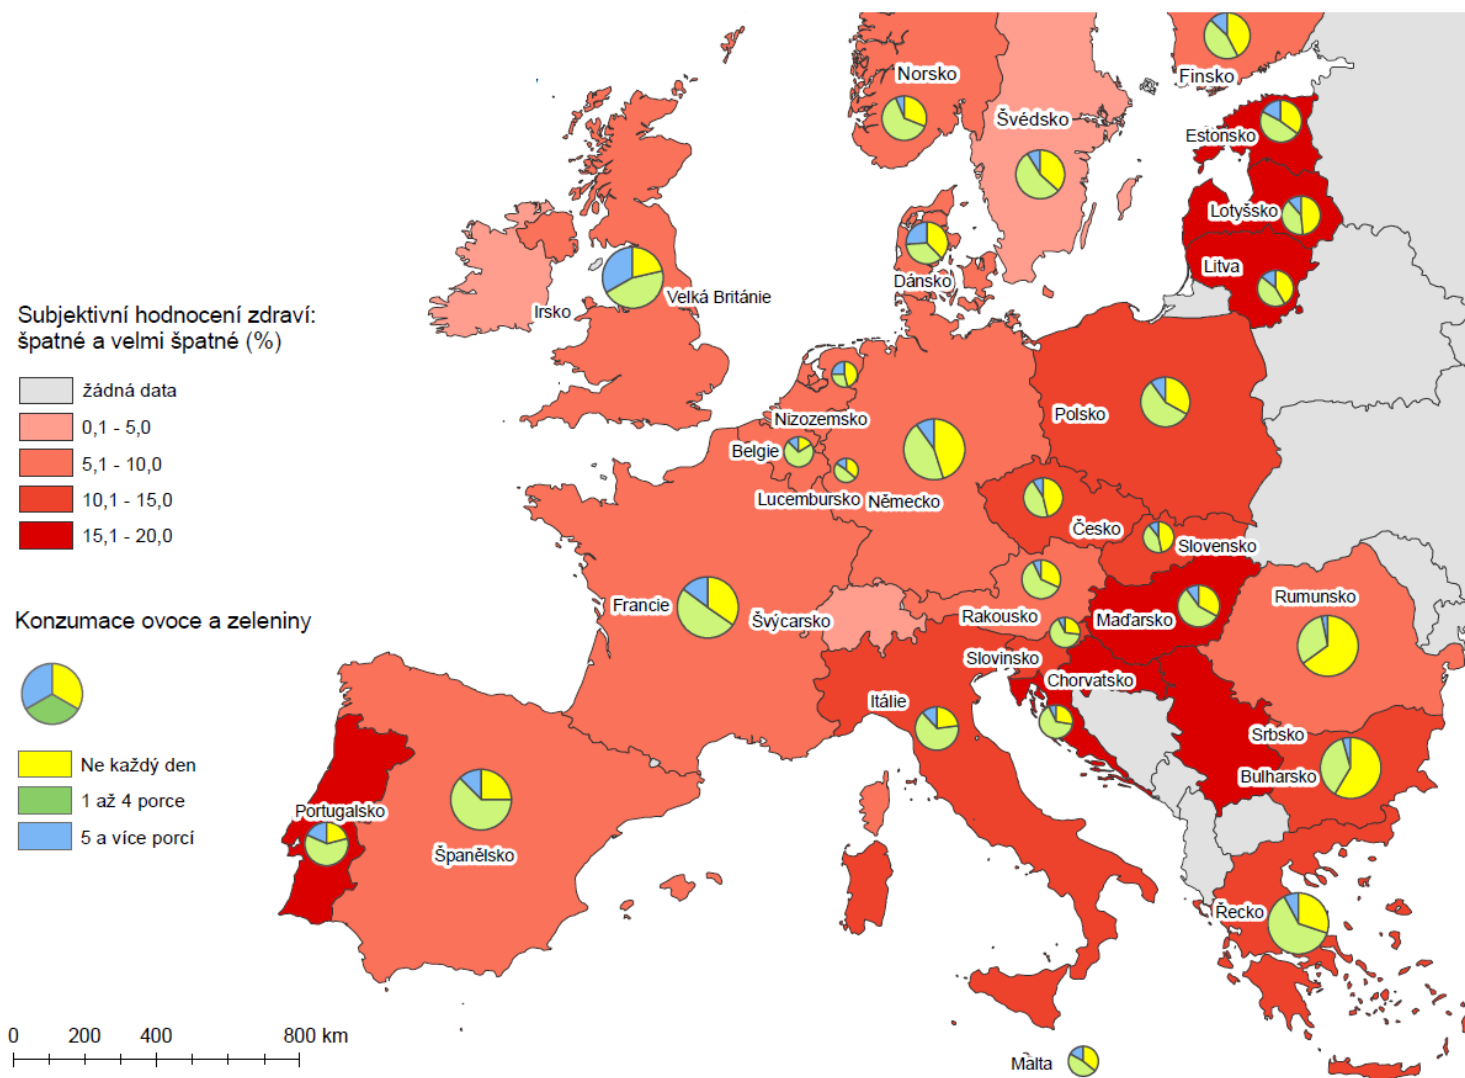 Norsko
Finsko
Švédsko
Estonsko
Lotyšsko
Litva
Dánsko
Velká Británie
Irsko
Subjektivní hodnocení zdraví:
špatné a velmi špatné (%)
žádná data
0,1 - 5,0
5,1 - 10,0
10,1 - 15,0
15,1 - 20,0
Nizozemsko
Polsko
Belgie
Lucembursko
Německo
Česko
Slovensko
Francie
Švýcarsko
Rakousko
Maďarsko
Rumunsko
Slovinsko
Chorvatsko
Itálie
Srbsko
Bulharsko
Konzumace ovoce a zeleniny
Ne každý den
1 až 4 porce
5 a více porcí
Portugalsko
Španělsko
Řecko
Malta
0 200 400 800 km